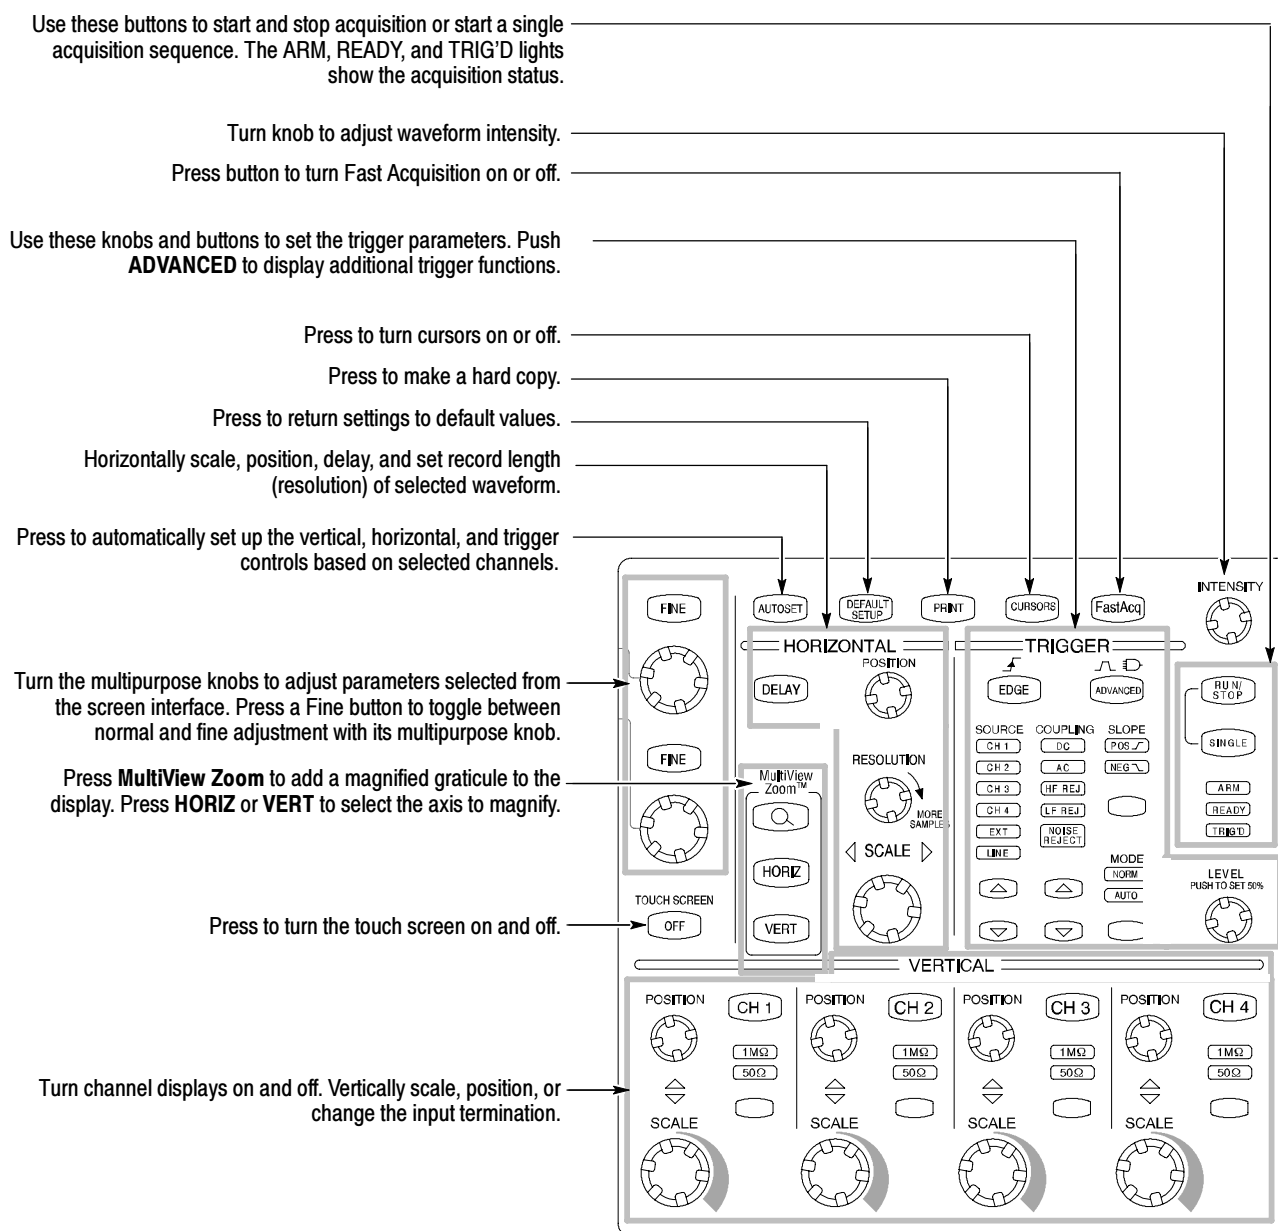 Use these buttons to start and stop acquisition or start a single
acquisition sequence. The ARM, READY, and TRIG'D lights
show the acquisition status.
Turn knob to adjust waveform intensity.
Press button to turn Fast Acquisition on or off.
Use these knobs and buttons to set the trigger parameters. Push
ADVANCED to display additional trigger functions.
Press to turn cursors on or off.
Press to make a hard copy.
Press to return settings to default values.
Horizontally scale, position, delay, and set record length
(resolution) of selected waveform.
Press to automatically set up the vertical, horizontal, and trigger
controls based on selected channels.
Turn the multipurpose knobs to adjust parameters selected from
the screen interface. Press a Fine button to toggle between
normal and fine adjustment with its multipurpose knob.
Press MultiView Zoom to add a magnified graticule to the
display. Press HORIZ or VERT to select the axis to magnify.
Press to turn the touch screen on and off.
Turn channel displays on and off. Vertically scale, position, or
change the input termination.
FINE
FINE
TOUCH SCREEN
OFF
AUTOSET
DEFAULT
SETUP
PRINT
CURSORS
FastAcq
INTENSITY
HORIZONTAL
POSITION
DELAY
RESOLUTION
MORE
SAMPLES
SCALE
MultiView
Zoom™
HORIZ
VERT
TRIGGER
EDGE
ADVANCED
SOURCE
CH 1
CH 2
CH 3
CH 4
EXT
LINE
COUPLING
DC
AC
HF REJ
LF REJ
NOISE
REJECT
SLOPE
POS
NEG
MODE
NORM
AUTO
RUN/
STOP
SINGLE
ARM
READY
TRIG'D
LEVEL
PUSH TO SET 50%
VERTICAL
POSITION
CH 1
1MΩ
50Ω
SCALE
POSITION
CH 2
1MΩ
50Ω
SCALE
POSITION
CH 3
1MΩ
50Ω
SCALE
POSITION
CH 4
1MΩ
50Ω
SCALE